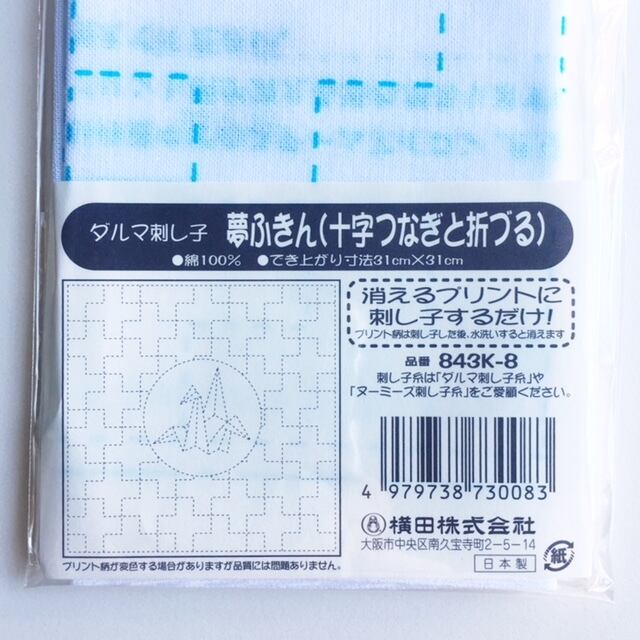 ダルマ刺し子 夢ふきん(十字つなぎと折づる)
●綿100% ●でき上がり寸法31cm×31cm
消えるプリントに
刺し子するだけ!
プリント柄は刺し子した後、水洗いすると消えます
品番 843K-8
刺し子糸は「ダルマ刺し子糸」や
「ヌーミーズ刺し子糸」をご愛顧ください。
4 979738 730083
横田株式会社
大阪市中央区南久宝寺町2-5-14
日本製
紙
プリント柄が変色する場合がありますが品質には問題ありません。